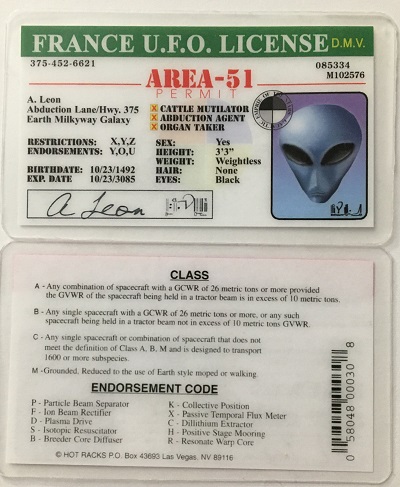 FRANCE U.F.O. LICENSE D.M.V.
375-452-6621
085334
M102576
AREA-51
PERMIT
A. Leon
Abduction Lane/Hwy. 375
Earth Milkyway Galaxy
X CATTLE MUTILATOR
X ABDUCTION AGENT
X ORGAN TAKER
RESTRICTIONS: X,Y,Z
ENDORSEMENTS: Y,O,U
BIRTHDATE: 10/23/1492
EXP. DATE 10/23/3085
SEX: Yes
HEIGHT: 3'3"
WEIGHT: Weightless
HAIR: None
EYES: Black
A Leon
CLASS
A - Any combination of spacecraft with a GCWR of 26 metric tons or more provided
the GVWR of the spacecraft being held in a tractor beam is in excess of 10 metric tons.
B - Any single spacecraft with a GCWR of 26 metric tons or more, or any such
spacecraft being held in a tractor beam not in excess of 10 metric tons GVWR.
C - Any single spacecraft or combination of spacecraft that does not
meet the definition of Class A, B, M and is designed to transport
1600 or more subspecies.
M -Grounded, Reduced to the use of Earth style moped or walking.
ENDORSEMENT CODE
P - Particle Beam Separator
F - Ion Beam Rectifier
D - Plasma Drive
S - Isotopic Resuscitator
B - Breeder Core Diffuser
K - Collective Position
X - Passive Temporal Flux Meter
C - Dillithium Extractor
H - Positive Stage Mooring
R - Resonate Warp Core
© HOT RACKS P.O. Box 43693 Las Vegas, NV 89116
0 58048 00030 8